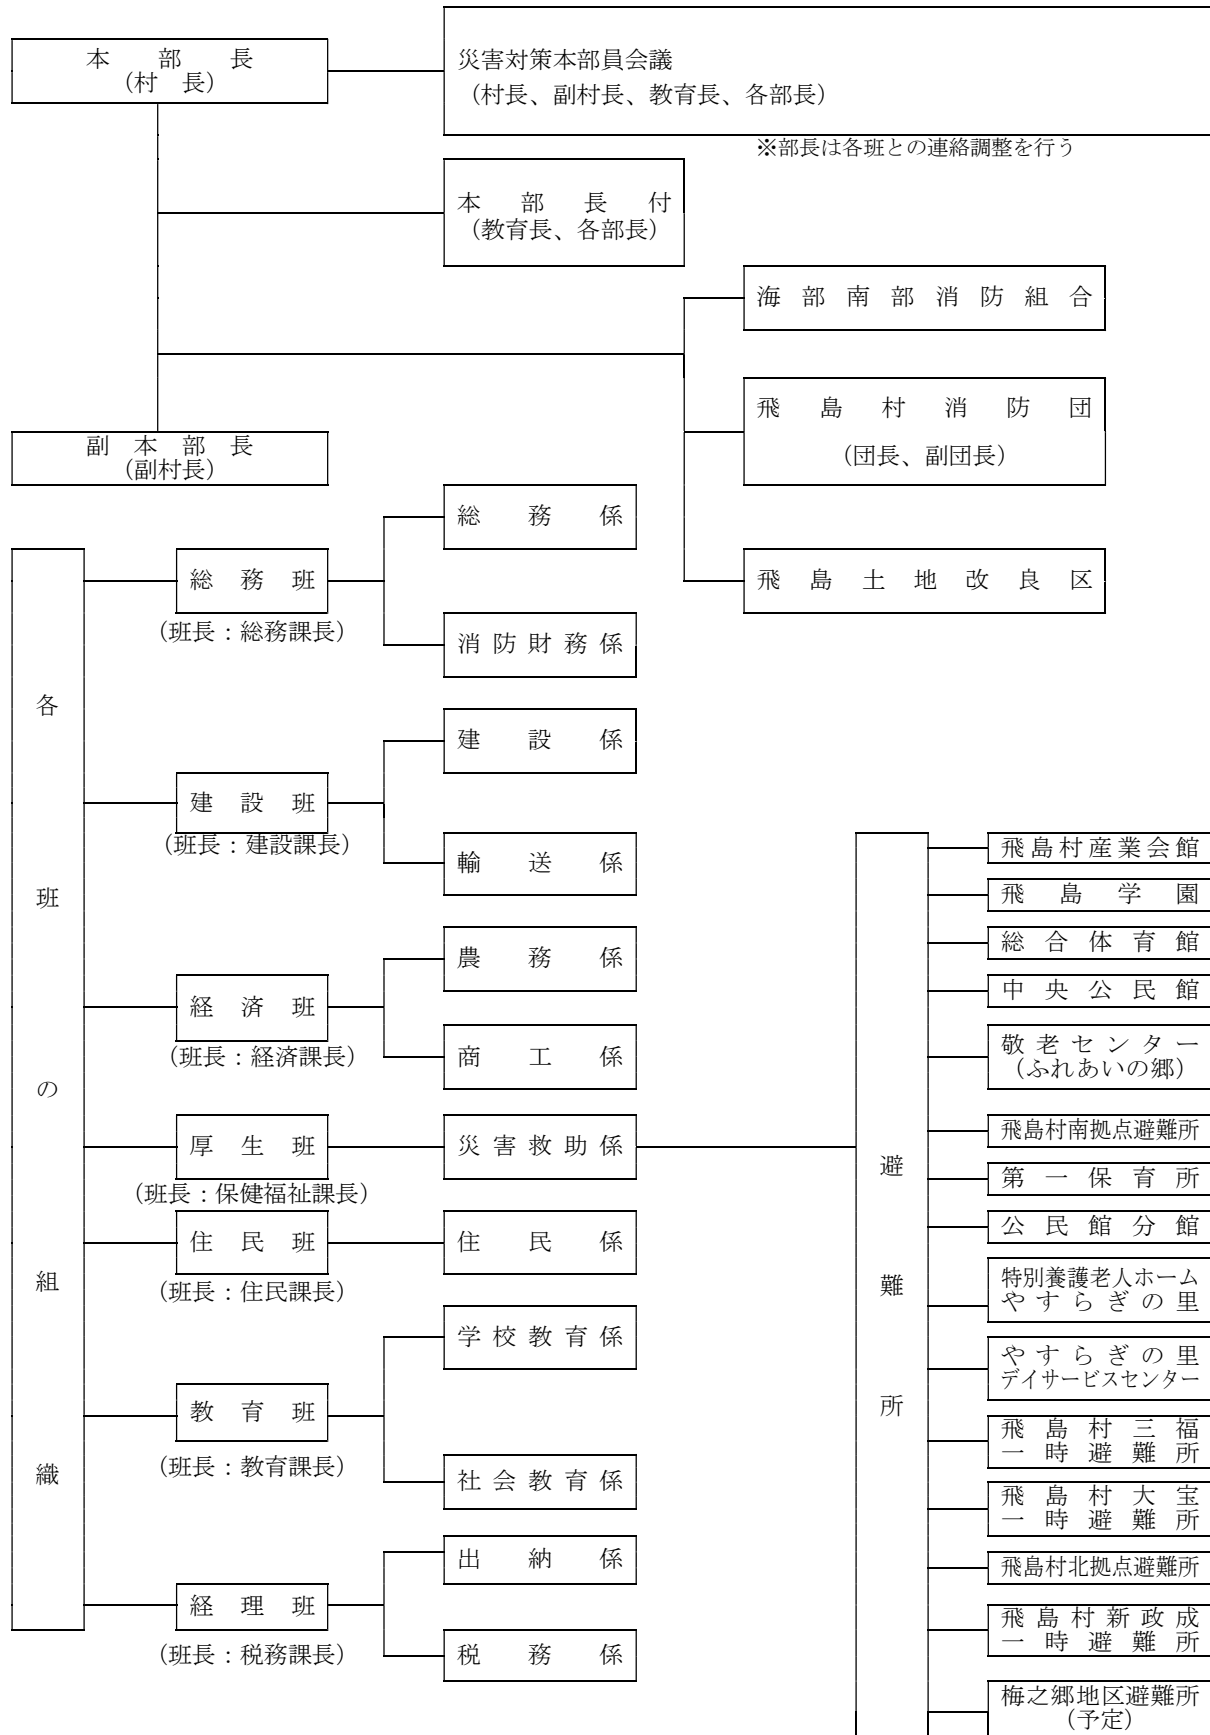 本部長
(村長)
災害対策本部員会議
(村長、副村長、教育長、各部長)
※部長は各班との連絡調整を行う
本部長付
(教育長、各部長)
海部南部消防組合
飛島村消防団
(団長、副団長)
飛島土地改良区
副本部長
(副村長)
各班の組織
総務班
(班長：総務課長)
総務係
消防財務係
建設班
(班長：建設課長)
建設係
輸送係
経済班
(班長：経済課長)
農務係
商工係
厚生班
(班長：保健福祉課長)
災害救助係
住民班
(班長：住民課長)
住民係
教育班
(班長：教育課長)
学校教育係
社会教育係
経理班
(班長：税務課長)
出納係
税務係
避難所
飛島村産業会館
飛島学園
総合体育館
中央公民館
敬老センター
(ふれあいの郷)
飛島村南拠点避難所
第一保育所
公民館分館
特別養護老人ホーム
やすらぎの里
やすらぎの里
デイサービスセンター
飛島村三福
一時避難所
飛島村大宝
一時避難所
飛島村北拠点避難所
飛島村新政成
一時避難所
梅之郷地区避難所
(予定)